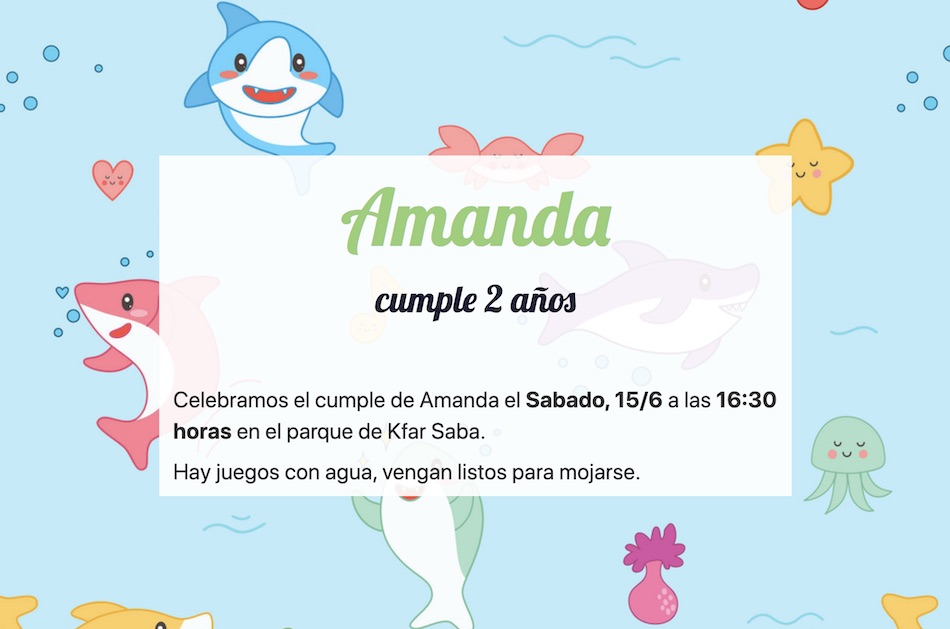 Amanda
cumple 2 años
Celebramos el cumple de Amanda el Sabado, 15/6 a las 16:30
horas en el parque de Kfar Saba.
Hay juegos con agua, vengan listos para mojarse.